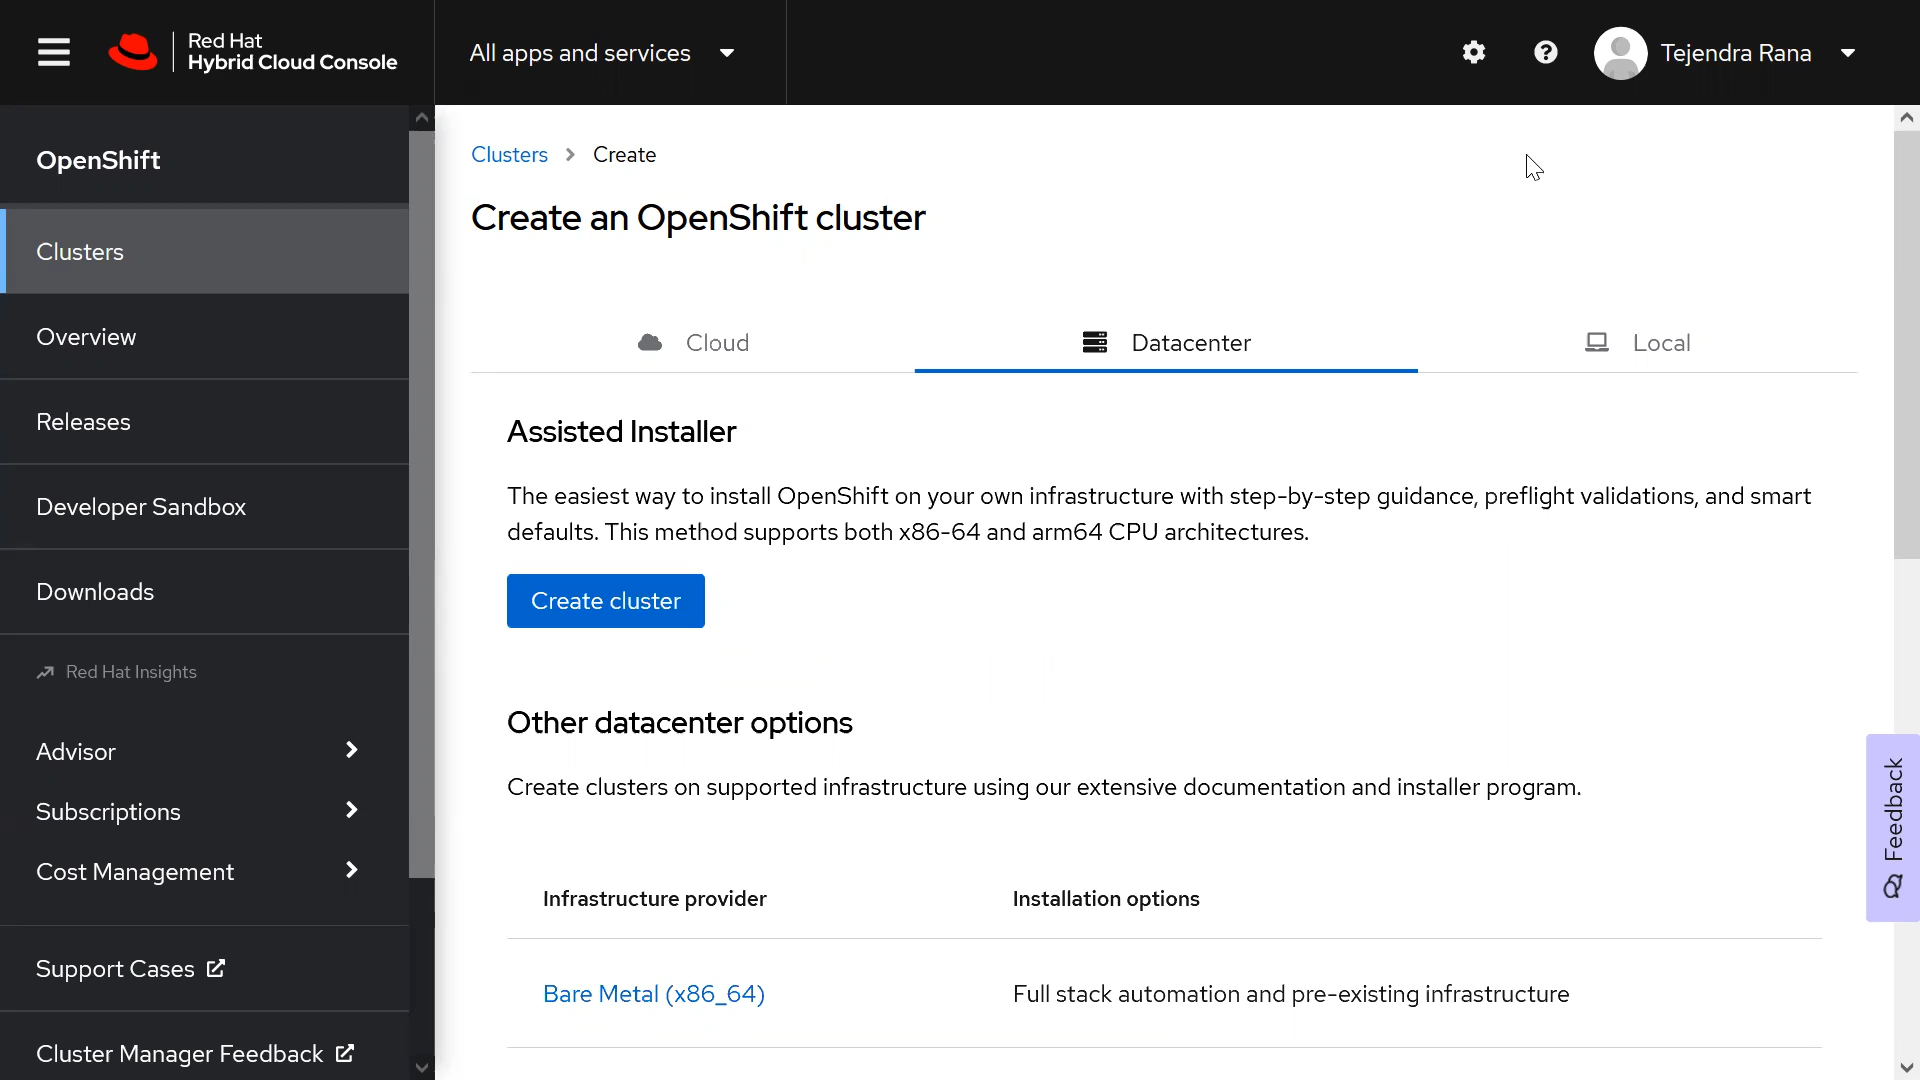 Red Hat
Hybrid Cloud Console
All apps and services
Tejendra Rana
OpenShift
Clusters
Overview
Releases
Developer Sandbox
Downloads
Red Hat Insights
Advisor
Subscriptions
Cost Management
Support Cases
Cluster Manager Feedback
Clusters > Create
Create an OpenShift cluster
Cloud
Datacenter
Local
Assisted Installer
The easiest way to install OpenShift on your own infrastructure with step-by-step guidance, preflight validations, and smart
defaults. This method supports both x86-64 and arm64 CPU architectures.
Create cluster
Other datacenter options
Create clusters on supported infrastructure using our extensive documentation and installer program.
Infrastructure provider
Installation options
Bare Metal (x86_64)
Full stack automation and pre-existing infrastructure
Feedback